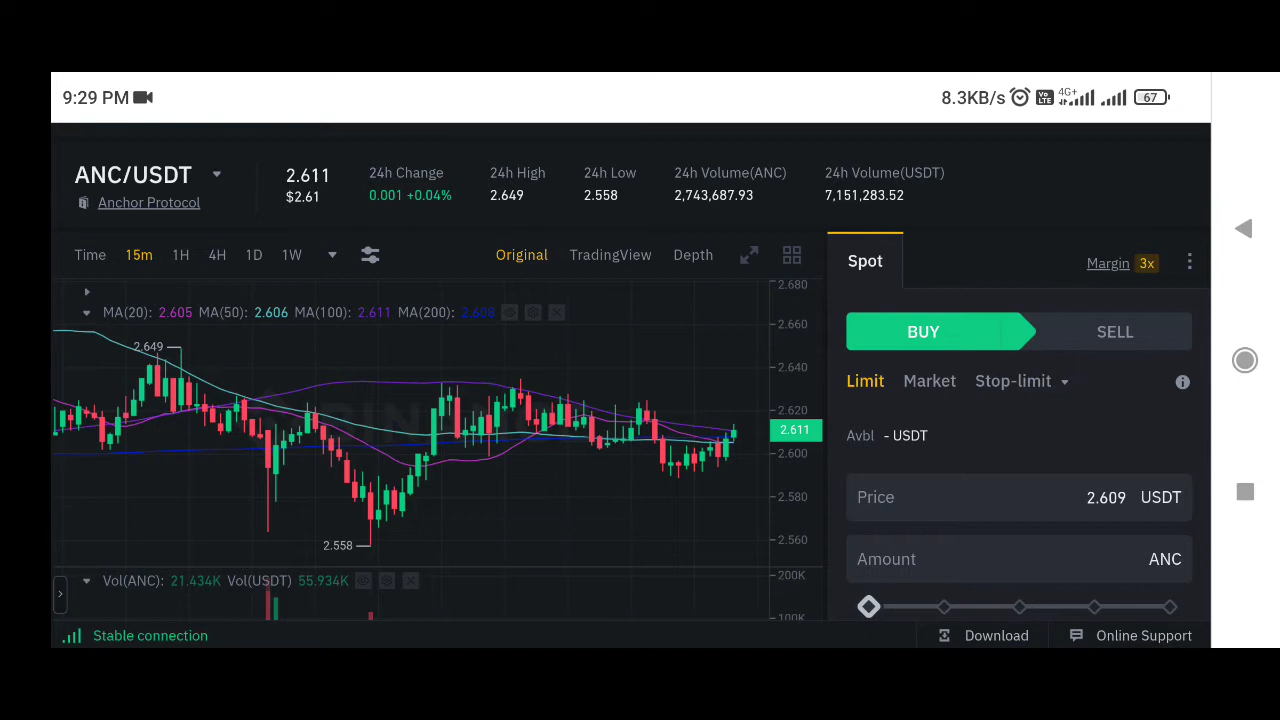 9:29 PM
8.3KB/s Vo LTE 4G+ 67
ANC/USDT
Anchor Protocol
2.611
$2.61
24h Change
0.001 +0.04%
24h High
2.649
24h Low
2.558
24h Volume(ANC)
2,743,687.93
24h Volume(USDT)
7,151,283.52
Time 15m 1H 4H 1D 1W
Original TradingView Depth
MA(20): 2.605 MA(50): 2.606 MA(100): 2.611 MA(200): 2.608
2.649
2.558
2.680
2.660
2.640
2.620
2.611
2.600
2.580
2.560
Vol(ANC): 21.434K Vol(USDT) 55.934K
200K
100K
Spot
Margin 3x
BUY SELL
Limit Market Stop-limit
Avbl - USDT
Price 2.609 USDT
Amount ANC
Stable connection
Download
Online Support